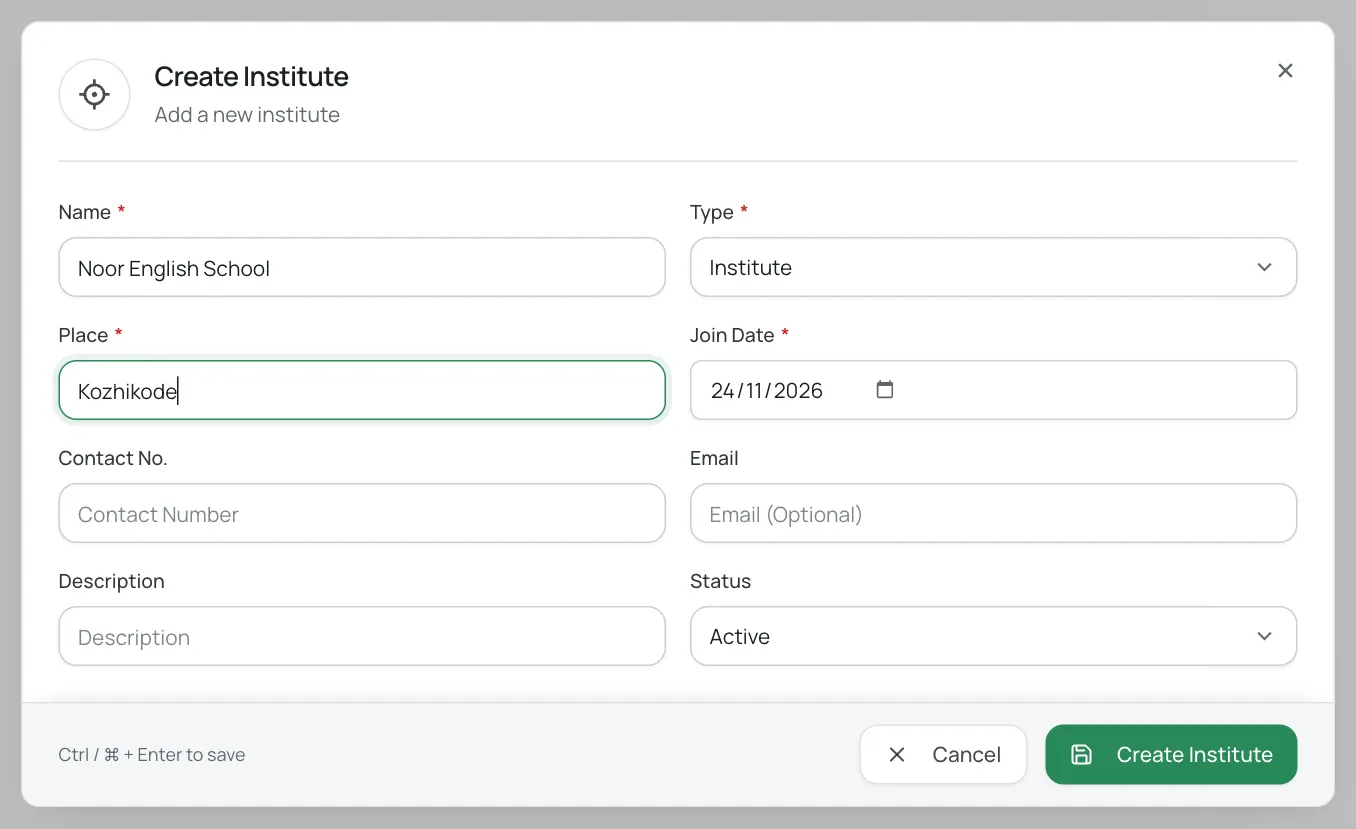 Create Institute
Add a new institute
Name *
Type *
Noor English School
Institute
Place *
Join Date *
Kozhikode
24/11/2026
Contact No.
Email
Contact Number
Email (Optional)
Description
Status
Description
Active
Ctrl / ⌘ + Enter to save
Cancel
Create Institute